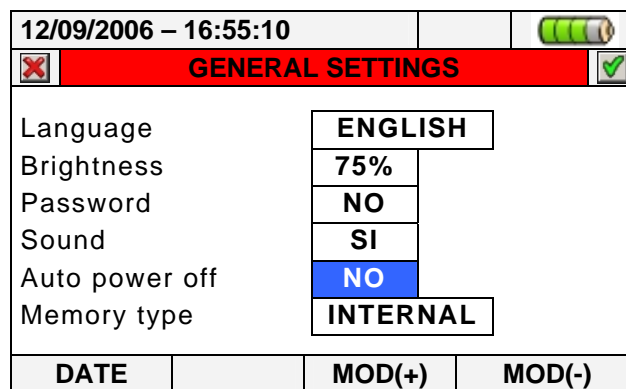 12/09/2006 – 16:55:10
GENERAL SETTINGS
Language ENGLISH
Brightness 75%
Password NO
Sound SI
Auto power off NO
Memory type INTERNAL
DATE MOD(+) MOD(-)